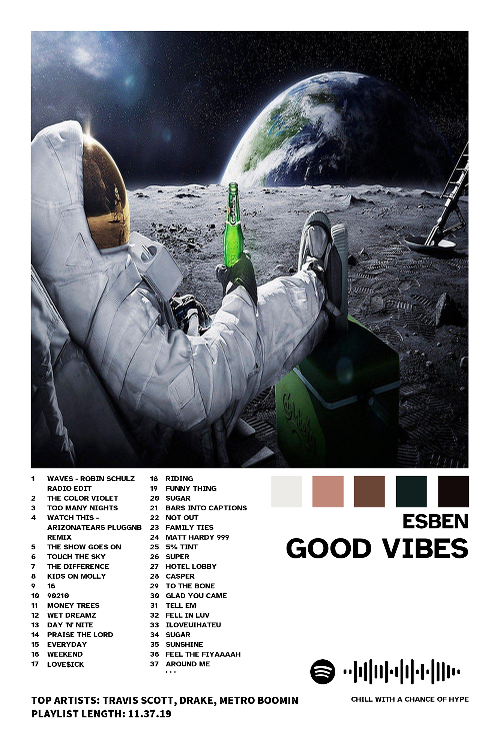 1 WAVES - ROBIN SCHULZ
RADIO EDIT
2 THE COLOR VIOLET
3 TOO MANY NIGHTS
4 WATCH THIS -
ARIZONATEARS PLUGGNB
REMIX
5 THE SHOW GOES ON
6 TOUCH THE SKY
7 THE DIFFERENCE
8 KIDS ON MOLLY
9 16
10 90210
11 MONEY TREES
12 WET DREAMZ
13 DAY 'N' NITE
14 PRAISE THE LORD
15 EVERYDAY
16 WEEKEND
17 LOVE$ICK
18 RIDING
19 FUNNY THING
20 SUGAR
21 BARS INTO CAPTIONS
22 NOT OUT
23 FAMILY TIES
24 MATT HARDY 999
25 5% TINT
26 SUPER
27 HOTEL LOBBY
28 CASPER
29 TO THE BONE
30 GLAD YOU CAME
31 TELL EM
32 FELL IN LUV
33 ILOVEUIHATEU
34 SUGAR
35 SUNSHINE
36 FEEL THE FIYAAAAH
37 AROUND ME
...
ESBEN
GOOD VIBES
CHILL WITH A CHANCE OF HYPE
TOP ARTISTS: TRAVIS SCOTT, DRAKE, METRO BOOMIN
PLAYLIST LENGTH: 11.37.19